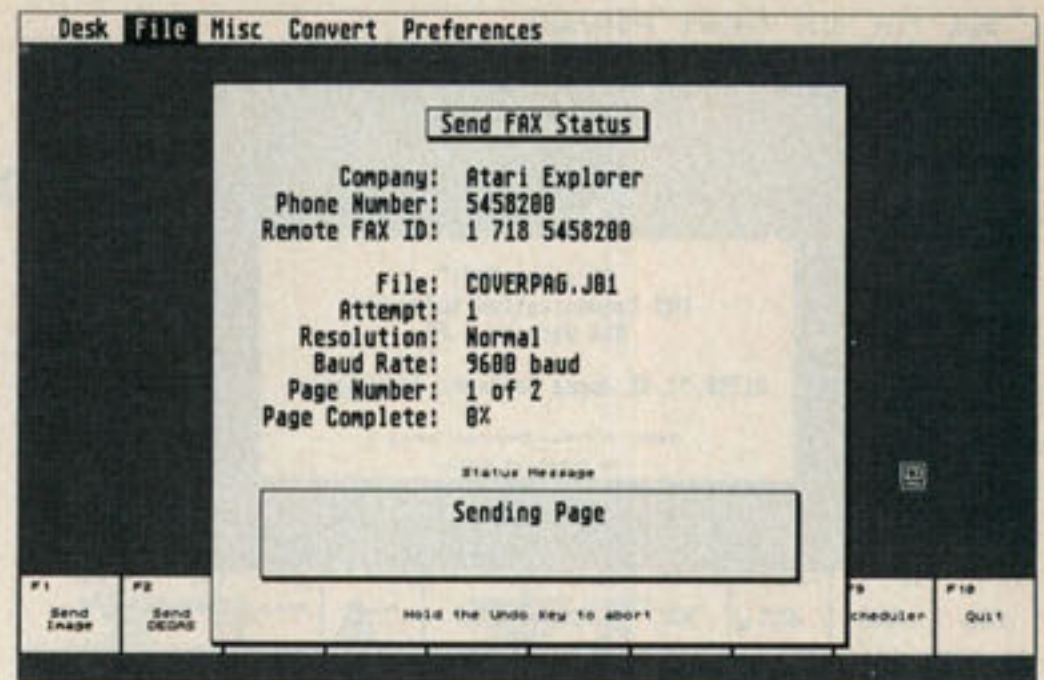 Desk File Misc Convert Preferences
Send FAX Status
Company: Atari Explorer
Phone Number: 5458200
Remote FAX ID: 1 718 5458200
File: COVERPAG.J01
Attempt: 1
Resolution: Normal
Baud Rate: 9600 baud
Page Number: 1 of 2
Page Complete: 0%
Status Message
Sending Page
Hold the Undo Key to abort
F1
Send
Image
F2
Send
DEGAS
F10
Quit